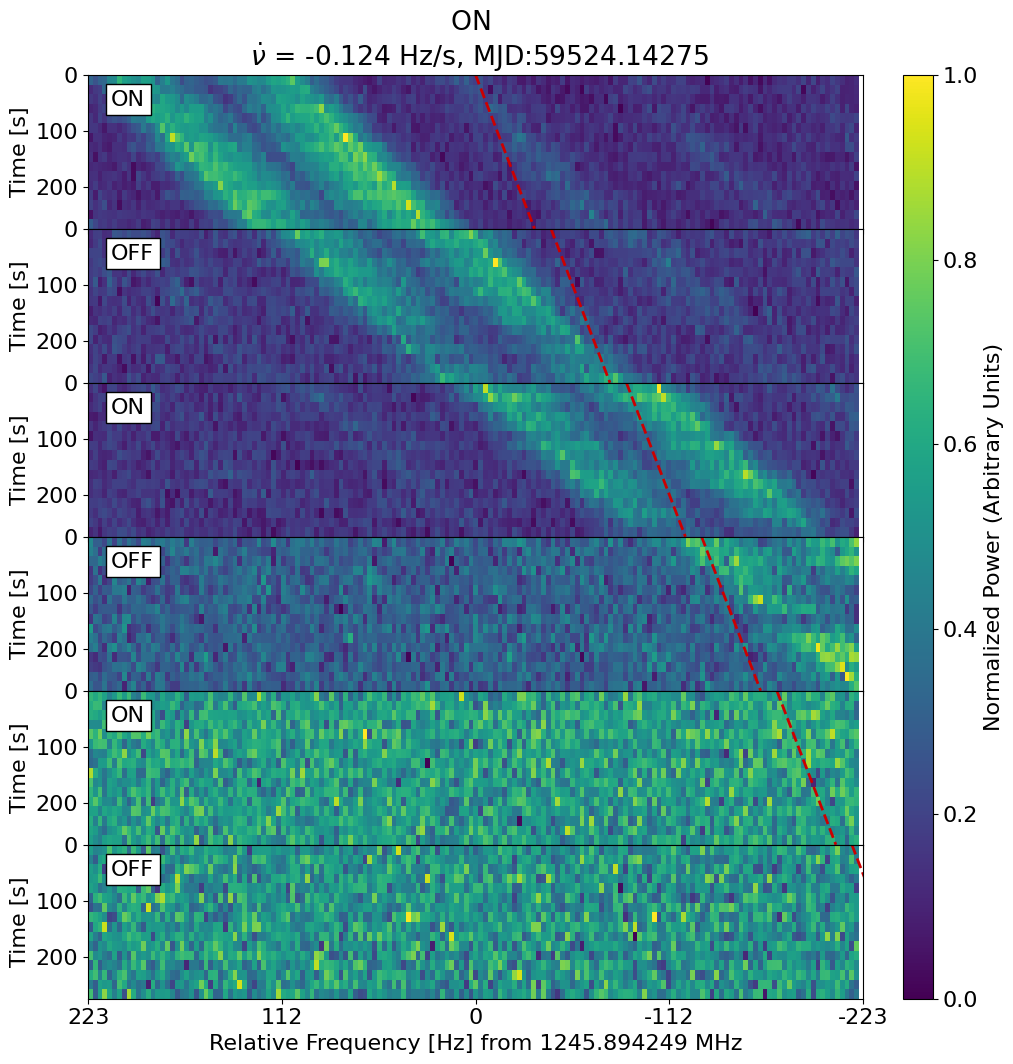 ON
ν̇ = -0.124 Hz/s, MJD:59524.14275
0
ON
100
200
Time [s]
0
OFF
100
200
Time [s]
0
ON
100
200
Time [s]
0
OFF
100
200
Time [s]
0
ON
100
200
Time [s]
0
OFF
100
200
Time [s]
223 112 0 -112 -223
Relative Frequency [Hz] from 1245.894249 MHz
1.0
0.8
0.6
0.4
0.2
0.0
Normalized Power (Arbitrary Units)